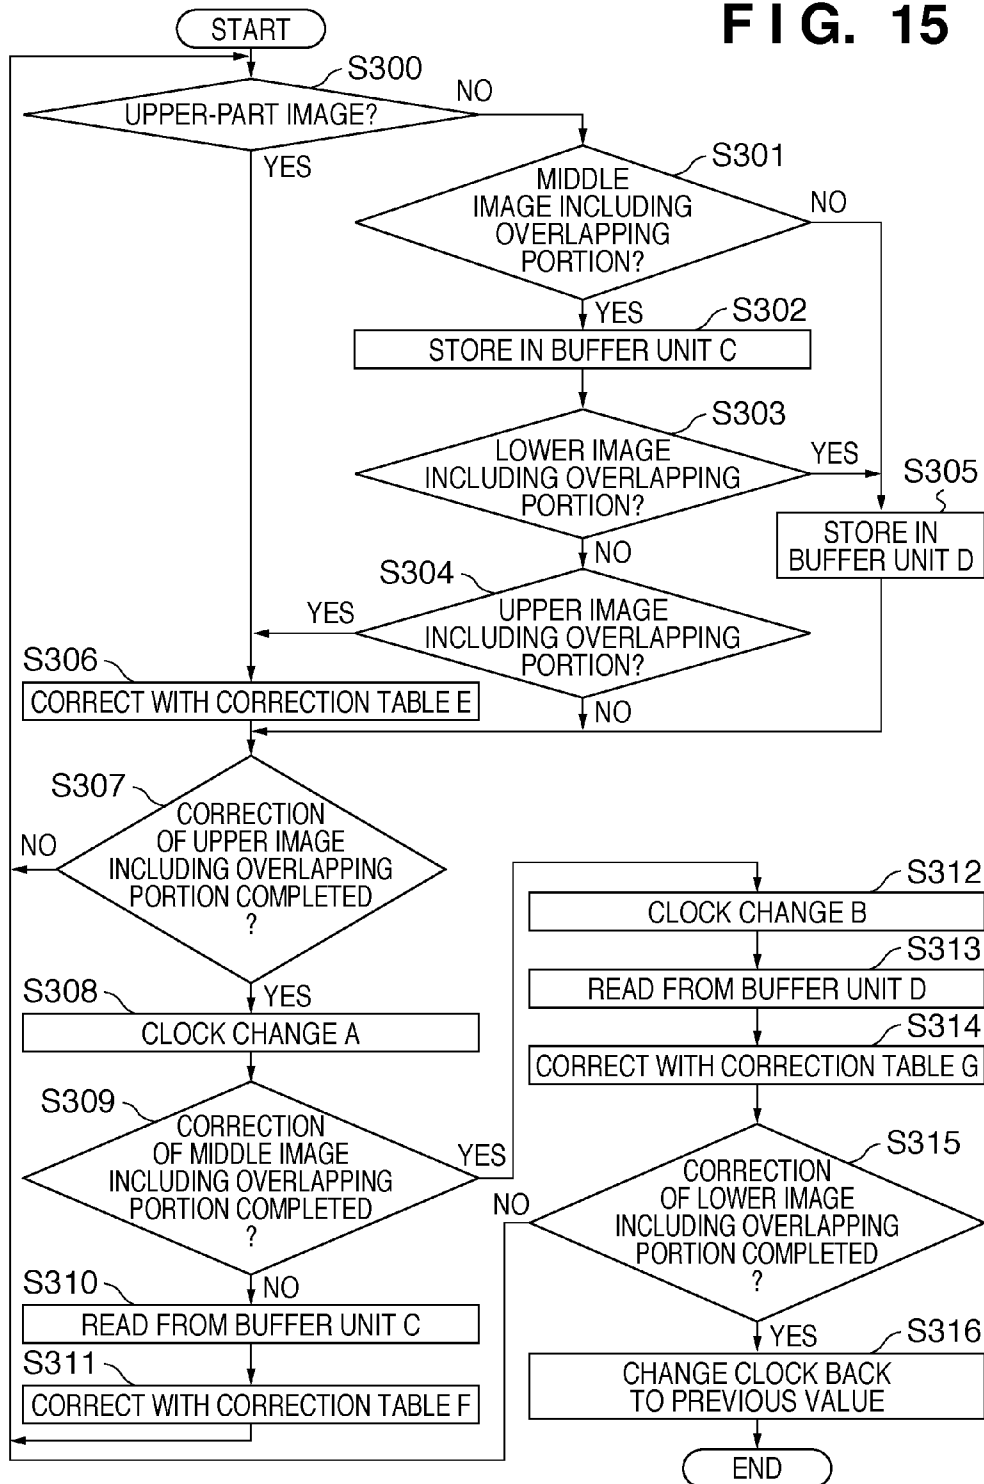 FIG. 15
START
S300
UPPER-PART IMAGE?
NO
YES
S301
MIDDLE
IMAGE INCLUDING
OVERLAPPING
PORTION?
NO
YES
S302
STORE IN BUFFER UNIT C
S303
LOWER IMAGE
INCLUDING OVERLAPPING
PORTION?
YES
NO
S305
STORE IN
BUFFER UNIT D
S304
UPPER IMAGE
INCLUDING OVERLAPPING
PORTION?
YES
NO
S306
CORRECT WITH CORRECTION TABLE E
S307
CORRECTION
OF UPPER IMAGE
INCLUDING OVERLAPPING
PORTION COMPLETED
?
NO
YES
S308
CLOCK CHANGE A
S309
CORRECTION
OF MIDDLE IMAGE
INCLUDING OVERLAPPING
PORTION COMPLETED
?
YES
NO
S310
READ FROM BUFFER UNIT C
S311
CORRECT WITH CORRECTION TABLE F
S312
CLOCK CHANGE B
S313
READ FROM BUFFER UNIT D
S314
CORRECT WITH CORRECTION TABLE G
S315
CORRECTION
OF LOWER IMAGE
INCLUDING OVERLAPPING
PORTION COMPLETED
?
NO
YES
S316
CHANGE CLOCK BACK
TO PREVIOUS VALUE
END